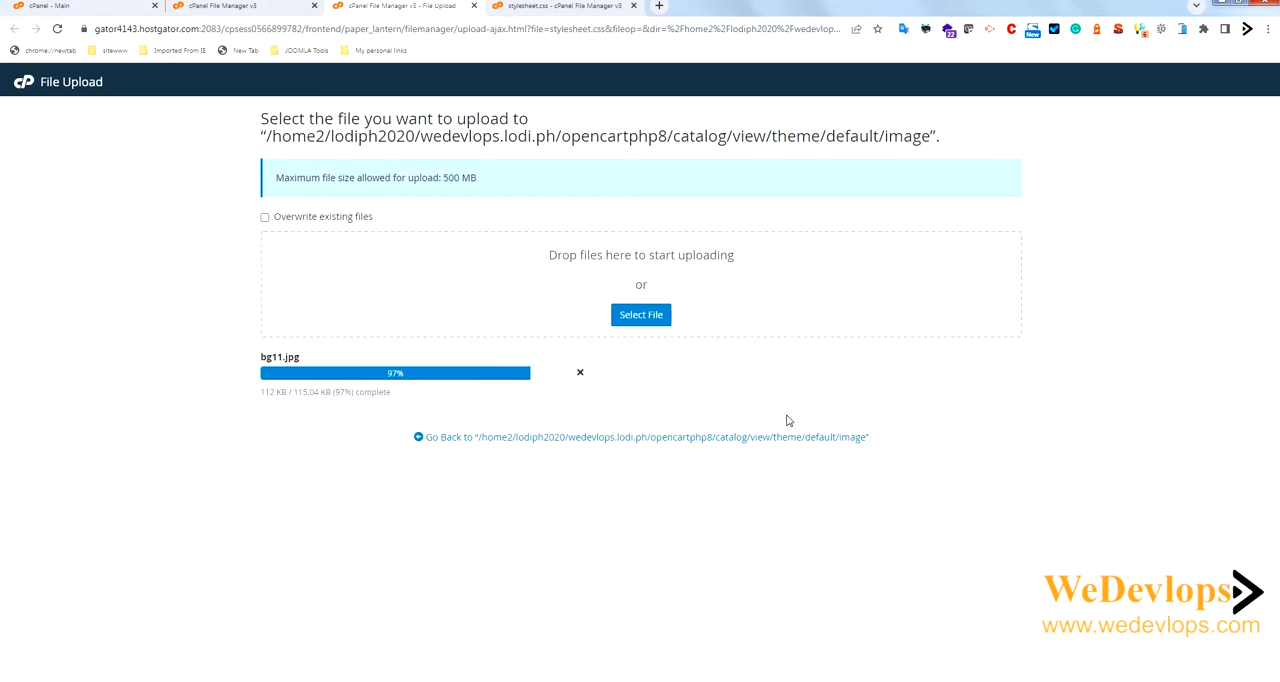 cPanel - Main
cPanel File Manager v3
cPanel File Manager v3 - File Upload
stylesheet.css - cPanel File Manager v3
gator4143.hostgator.com:2083/cpsess0566899782/frontend/paper_lantern/filemanager/upload-ajax.html?file=stylesheet.css&fileop=&dir=%2Fhome2%2Flodiph2020%2Fwedevlop...
22
New
6
chrome://newtab
sitewww
Imported From IE
New Tab
JOOMLA Tools
My personal links
cP File Upload
Select the file you want to upload to
“/home2/lodiph2020/wedevlops.lodi.ph/opencartphp8/catalog/view/theme/default/image”.
Maximum file size allowed for upload: 500 MB
Overwrite existing files
Drop files here to start uploading
or
Select File
bg11.jpg
97%
112 KB / 115.04 KB (97%) complete
Go Back to “/home2/lodiph2020/wedevlops.lodi.ph/opencartphp8/catalog/view/theme/default/image”
WeDevlops
www.wedevlops.com